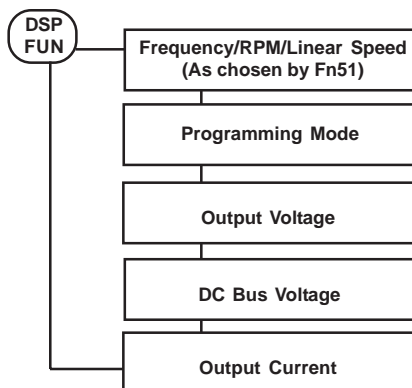 DSP
FUN
Frequency/RPM/Linear Speed
(As chosen by Fn51)
Programming Mode
Output Voltage
DC Bus Voltage
Output Current